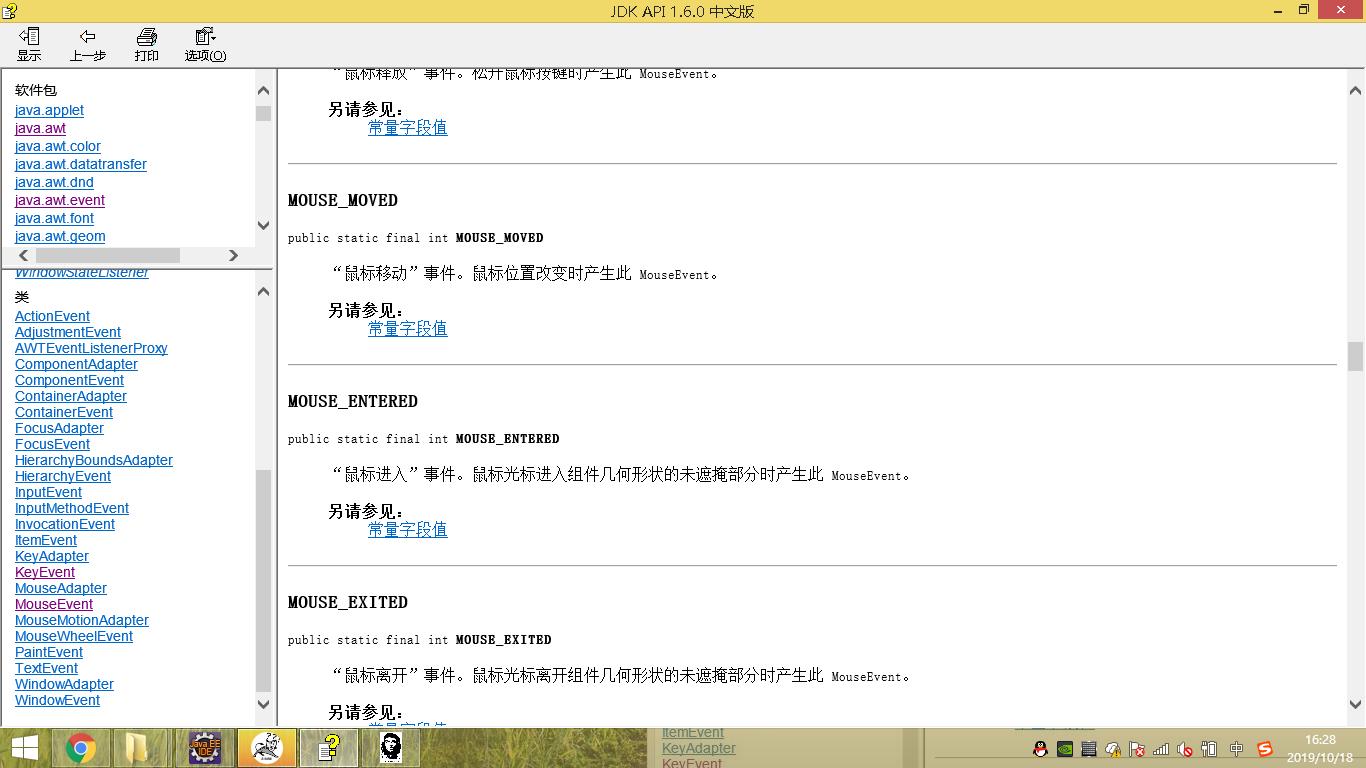 JDK API 1.6.0 中文版
显示
上一步
打印
选项(O)
软件包
java.applet
java.awt
java.awt.color
java.awt.datatransfer
java.awt.dnd
java.awt.event
java.awt.font
java.awt.geom
WindowStateListener
类
ActionEvent
AdjustmentEvent
AWTEventListenerProxy
ComponentAdapter
ComponentEvent
ContainerAdapter
ContainerEvent
FocusAdapter
FocusEvent
HierarchyBoundsAdapter
HierarchyEvent
InputEvent
InputMethodEvent
InvocationEvent
ItemEvent
KeyAdapter
KeyEvent
MouseAdapter
MouseEvent
MouseMotionAdapter
MouseWheelEvent
PaintEvent
TextEvent
WindowAdapter
WindowEvent
“鼠标释放”事件。松开鼠标按键时产生此 MouseEvent。
另请参见：
常量字段值
MOUSE_MOVED
public static final int MOUSE_MOVED
“鼠标移动”事件。鼠标位置改变时产生此 MouseEvent。
另请参见：
常量字段值
MOUSE_ENTERED
public static final int MOUSE_ENTERED
“鼠标进入”事件。鼠标光标进入组件几何形状的未遮掩部分时产生此 MouseEvent。
另请参见：
常量字段值
MOUSE_EXITED
public static final int MOUSE_EXITED
“鼠标离开”事件。鼠标光标离开组件几何形状的未遮掩部分时产生此 MouseEvent。
另请参见：
常量字段值
Java EE
IDE
ItemEvent
KeyAdapter
KeyEvent
中
16:28
2019/10/18